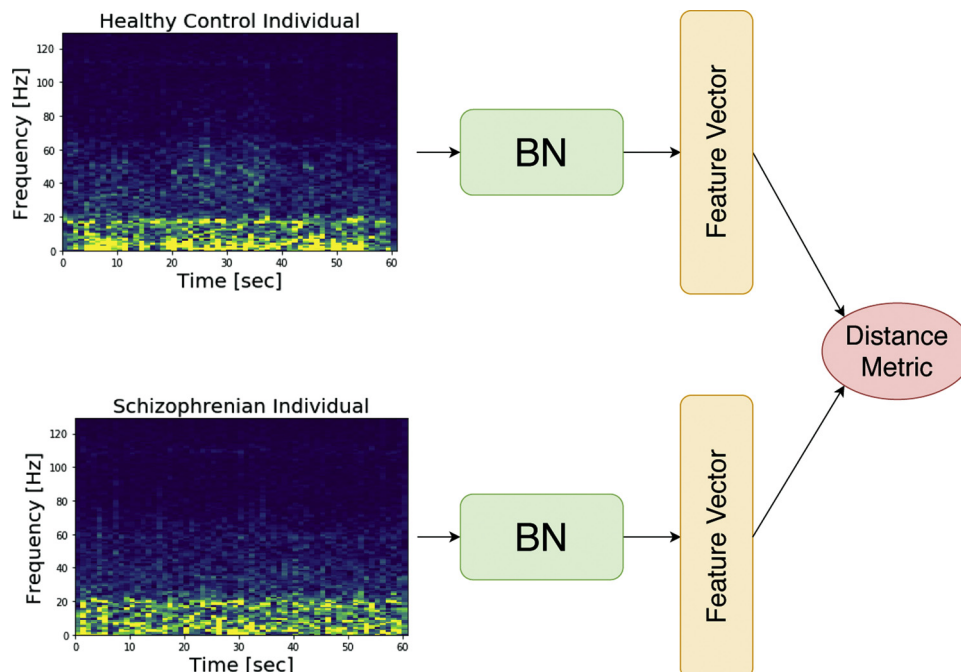 Healthy Control Individual
120
100
80
60
40
20
0
Frequency [Hz]
0 10 20 30 40 50 60
Time [sec]
BN
Feature Vector
Distance
Metric
Schizophrenian Individual
120
100
80
60
40
20
0
Frequency [Hz]
0 10 20 30 40 50 60
Time [sec]
BN
Feature Vector